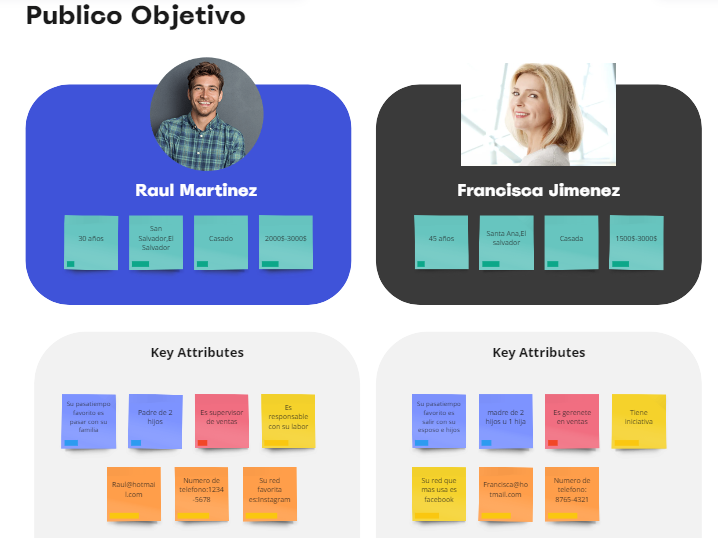 Publico Objetivo
Raul Martinez
30 años
San
Salvador,El
Salvador
Casado
2000$-3000$
Francisca Jimenez
45 años
Santa Ana,El
salvador
Casada
1500$-3000$
Key Attributes
Su pasatiempo
favorito es
pasar con su
familia
Padre de 2
hijos
Es supervisor
de ventas
Es
responsable
con su labor
Raul@hotmai
l.com
Numero de
telefono:1234
-5678
Su red
favorita
es:Instagram
Key Attributes
Su pasatiempo
favorito es
salir con su
esposo e hijos
madre de 2
hijos u 1 hija
Es gerenete
en ventas
Tiene
iniciativa
Su red que
mas usa es
facebook
Francisca@ho
tmail.com
Numero de
telefono:
8765-4321